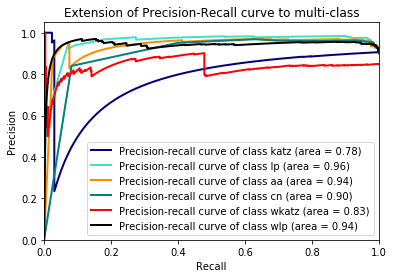 Extension of Precision-Recall curve to multi-class
1.0
0.8
0.6
0.4
0.2
0.0
Precision
Precision-recall curve of class katz (area = 0.78)
Precision-recall curve of class lp (area = 0.96)
Precision-recall curve of class aa (area = 0.94)
Precision-recall curve of class cn (area = 0.90)
Precision-recall curve of class wkatz (area = 0.83)
Precision-recall curve of class wlp (area = 0.94)
0.0 0.2 0.4 0.6 0.8 1.0
Recall